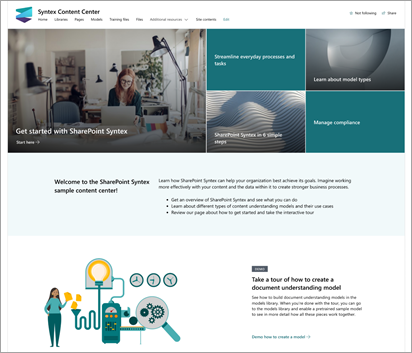 Syntex Content Center
Home Libraries Pages Models Training files Files Additional resources Site contents Edit
Not following Share
Get started with SharePoint Syntex
Start here →
Streamline everyday processes and
tasks
Learn about model types
SharePoint Syntex in 6 simple
steps
Manage compliance
Welcome to the SharePoint Syntex
sample content center!
Learn how SharePoint Syntex can help your organization best achieve its goals. Imagine working
more effectively with your content and the data within it to create stronger business processes.
• Get an overview of SharePoint Syntex and see what you can do
• Learn about different types of content understanding models and their use cases
• Review our page about how to get started and take the interactive tour
Take a tour of how to create a
document understanding model
See how to build document understanding models in the
models library. When you're done with the tour, you can go
to the models library and enable a pretrained sample model
to see in more detail how all these pieces work together.
Demo how to create a model →